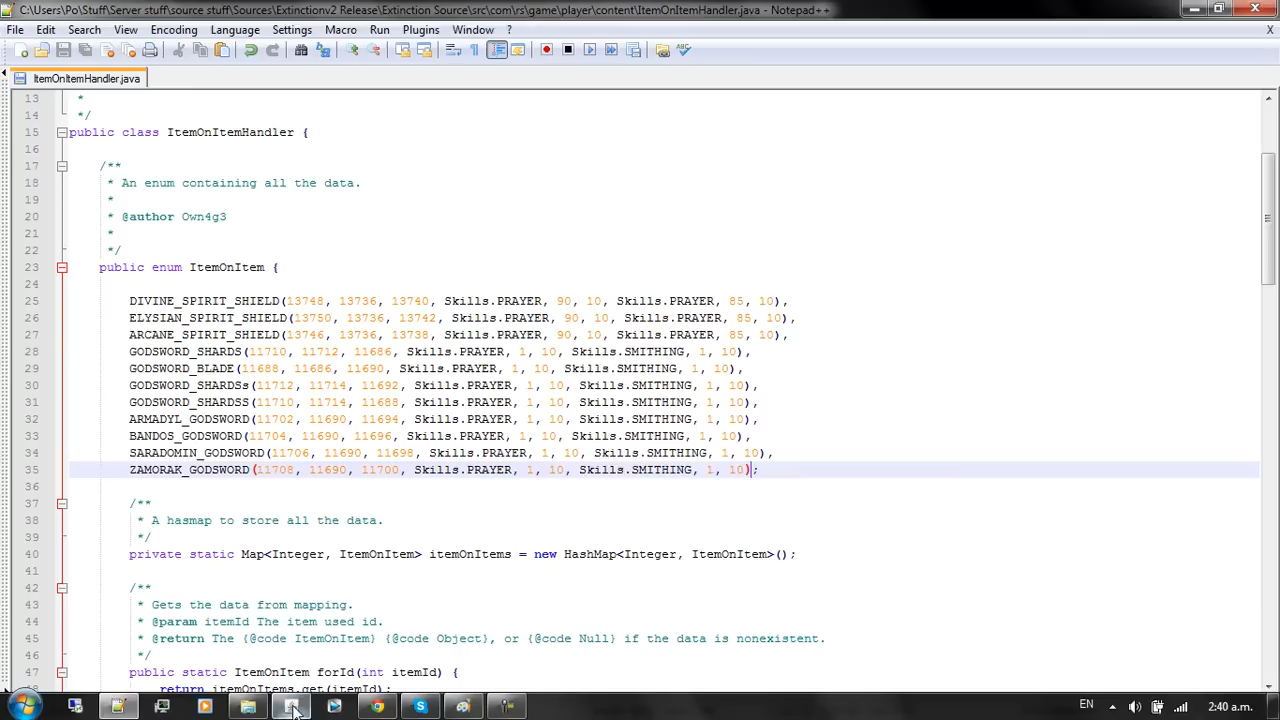 C:\Users\Po\Stuff\Server stuff\source stuff\Sources\Extinctionv2 Release\Extinction Source\src\com\rs\game\player\content\ItemOnItemHandler.java - Notepad++
File Edit Search View Encoding Language Settings Macro Run Plugins Window ? X
ItemOnItemHandler.java
13 *
14 */
15 public class ItemOnItemHandler {
16
17 /**
18 * An enum containing all the data.
19 *
20 * @author Own4g3
21 *
22 */
23 public enum ItemOnItem {
24
25 DIVINE_SPIRIT_SHIELD(13748, 13736, 13740, Skills.PRAYER, 90, 10, Skills.PRAYER, 85, 10),
26 ELYSIAN_SPIRIT_SHIELD(13750, 13736, 13742, Skills.PRAYER, 90, 10, Skills.PRAYER, 85, 10),
27 ARCANE_SPIRIT_SHIELD(13746, 13736, 13738, Skills.PRAYER, 90, 10, Skills.PRAYER, 85, 10),
28 GODSWORD_SHARDS(11710, 11712, 11686, Skills.PRAYER, 1, 10, Skills.SMITHING, 1, 10),
29 GODSWORD_BLADE(11688, 11686, 11690, Skills.PRAYER, 1, 10, Skills.SMITHING, 1, 10),
30 GODSWORD_SHARDSs(11712, 11714, 11692, Skills.PRAYER, 1, 10, Skills.SMITHING, 1, 10),
31 GODSWORD_SHARDSS(11710, 11714, 11688, Skills.PRAYER, 1, 10, Skills.SMITHING, 1, 10),
32 ARMADYL_GODSWORD(11702, 11690, 11694, Skills.PRAYER, 1, 10, Skills.SMITHING, 1, 10),
33 BANDOS_GODSWORD(11704, 11690, 11696, Skills.PRAYER, 1, 10, Skills.SMITHING, 1, 10),
34 SARADOMIN_GODSWORD(11706, 11690, 11698, Skills.PRAYER, 1, 10, Skills.SMITHING, 1, 10),
35 ZAMORAK_GODSWORD(11708, 11690, 11700, Skills.PRAYER, 1, 10, Skills.SMITHING, 1, 10);
36
37 /**
38 * A hasmap to store all the data.
39 */
40 private static Map<Integer, ItemOnItem> itemOnItems = new HashMap<Integer, ItemOnItem>();
41
42 /**
43 * Gets the data from mapping.
44 * @param itemId The item used id.
45 * @return The {@code ItemOnItem} {@code Object}, or {@code Null} if the data is nonexistent.
46 */
47 public static ItemOnItem forId(int itemId) {
48 return itemOnItems.get(itemId);
EN 2:40 a.m.